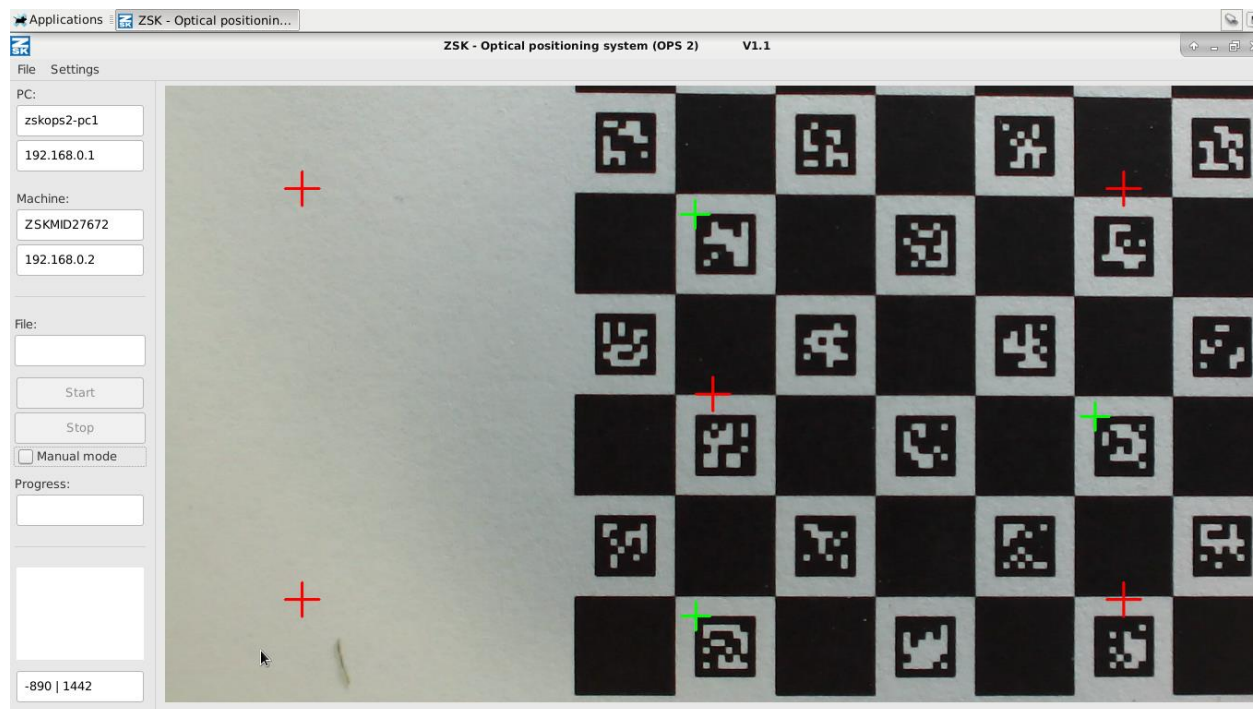 Applications
ZSK - Optical positionin...
ZSK
ZSK - Optical positioning system (OPS 2) V1.1
File Settings
PC:
zskops2-pc1
192.168.0.1
Machine:
ZSKMID27672
192.168.0.2
File:
Start
Stop
Manual mode
Progress:
-890 | 1442